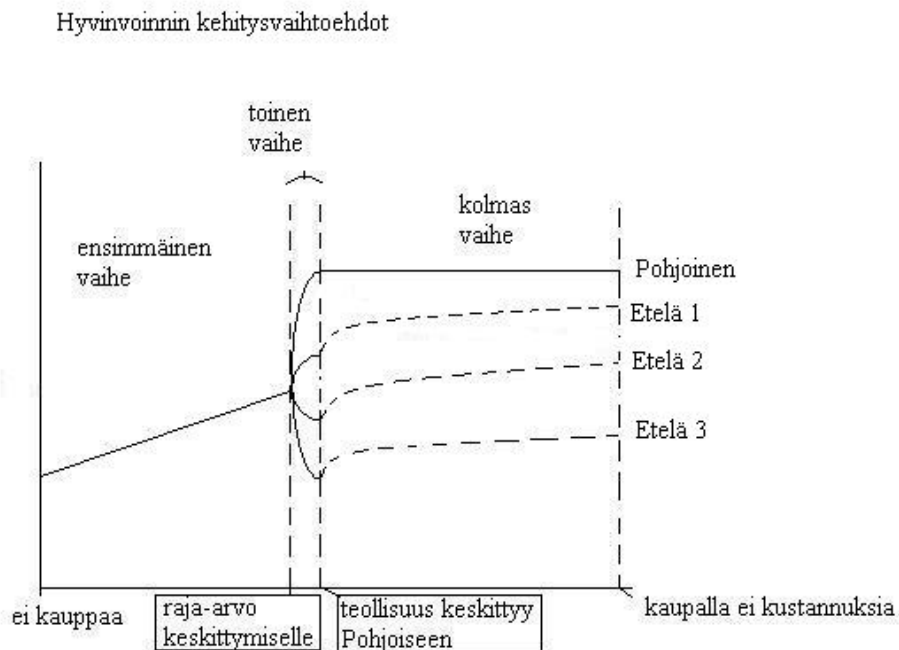 Hyvinvoinnin kehitysvaihtoehdot
toinen
vaihe
kolmas
vaihe
ensimmäinen
vaihe
Pohjoinen
Etelä 1
Etelä 2
Etelä 3
ei kauppaa
raja-arvo
keskittymiselle
teollisuus keskittyy
Pohjoiseen
kaupalla ei kustannuksia